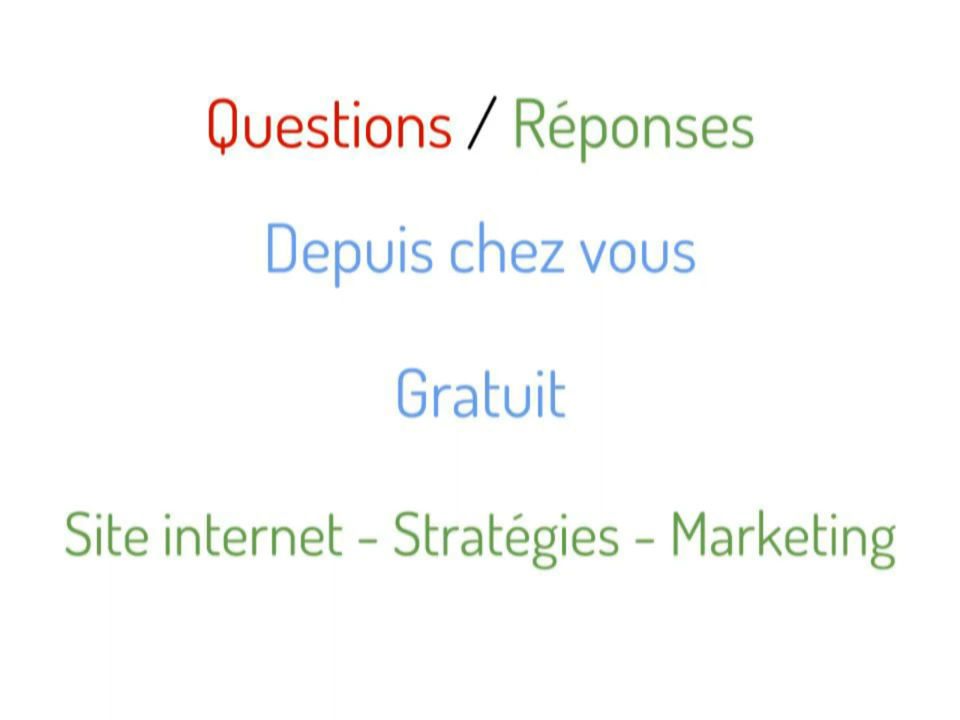 Questions / Réponses
Depuis chez vous
Gratuit
Site internet - Stratégies - Marketing